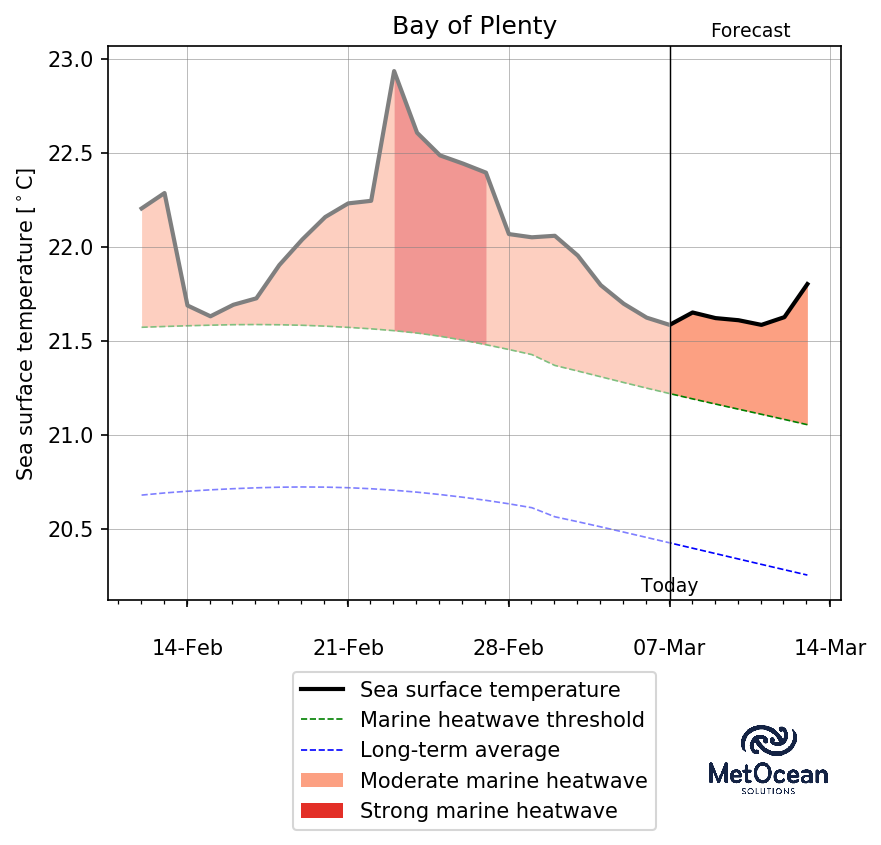 Bay of Plenty
Forecast
Sea surface temperature [°C]
23.0
22.5
22.0
21.5
21.0
20.5
Today
14-Feb 21-Feb 28-Feb 07-Mar 14-Mar
Sea surface temperature
Marine heatwave threshold
Long-term average
Moderate marine heatwave
Strong marine heatwave
MetOcean
SOLUTIONS